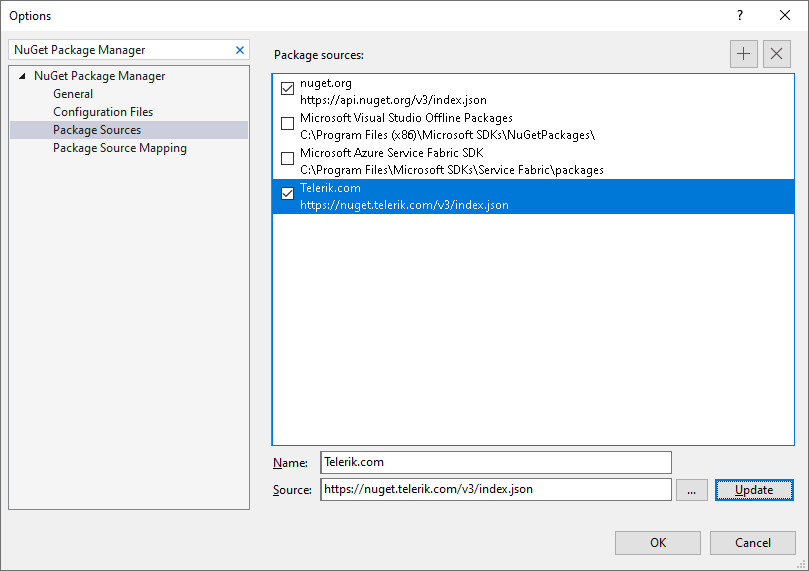 Options
?
NuGet Package Manager
NuGet Package Manager
General
Configuration Files
Package Sources
Package Source Mapping
Package sources:
nuget.org
https://api.nuget.org/v3/index.json
Microsoft Visual Studio Offline Packages
C:\Program Files (x86)\Microsoft SDKs\NuGetPackages\
Microsoft Azure Service Fabric SDK
C:\Program Files\Microsoft SDKs\Service Fabric\packages
Telerik.com
https://nuget.telerik.com/v3/index.json
Name: Telerik.com
Source: https://nuget.telerik.com/v3/index.json ... Update
OK Cancel